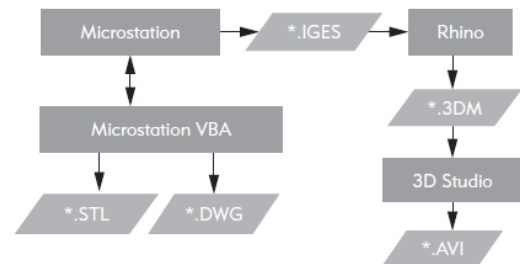 Microstation
*.IGES
Rhino
*.3DM
Microstation VBA
3D Studio
*.STL
*.DWG
*.AVI